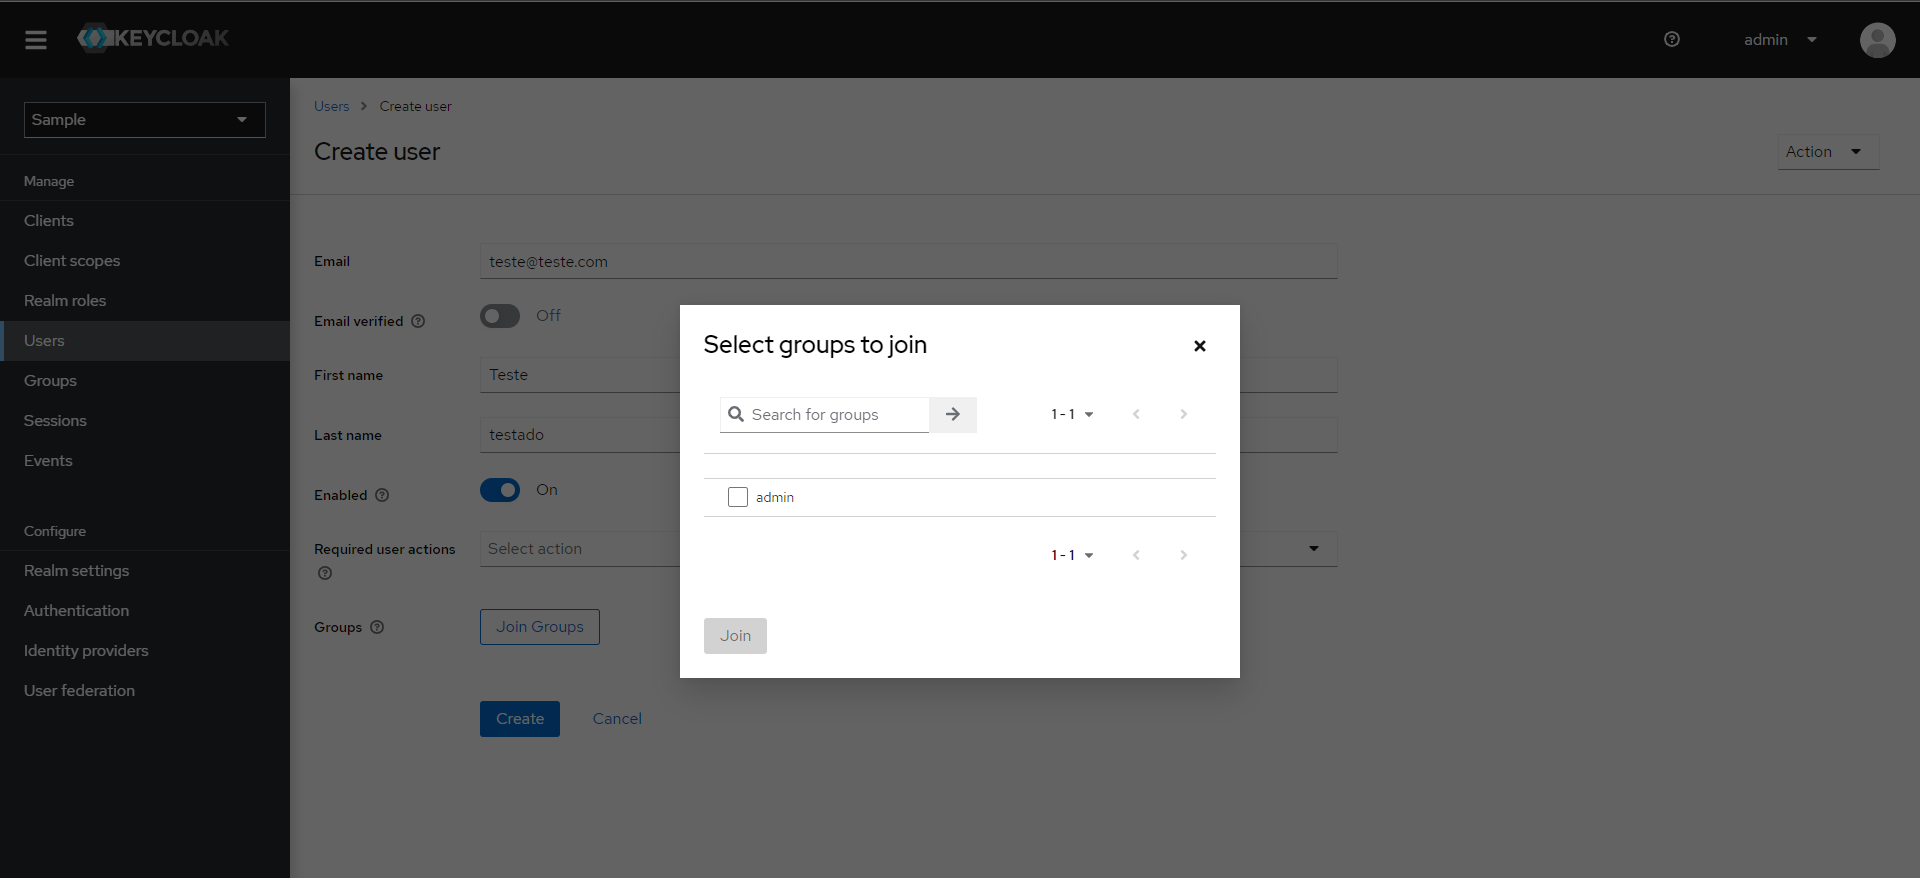 KEYCLOAK
admin
Sample
Manage
Clients
Client scopes
Realm roles
Users
Groups
Sessions
Events
Configure
Realm settings
Authentication
Identity providers
User federation
Users > Create user
Create user
Action
Email
teste@teste.com
Email verified
Off
First name
Teste
Last name
testado
Enabled
On
Required user actions
Select action
Groups
Join Groups
Create
Cancel
Select groups to join
Search for groups
1 - 1
admin
1 - 1
Join